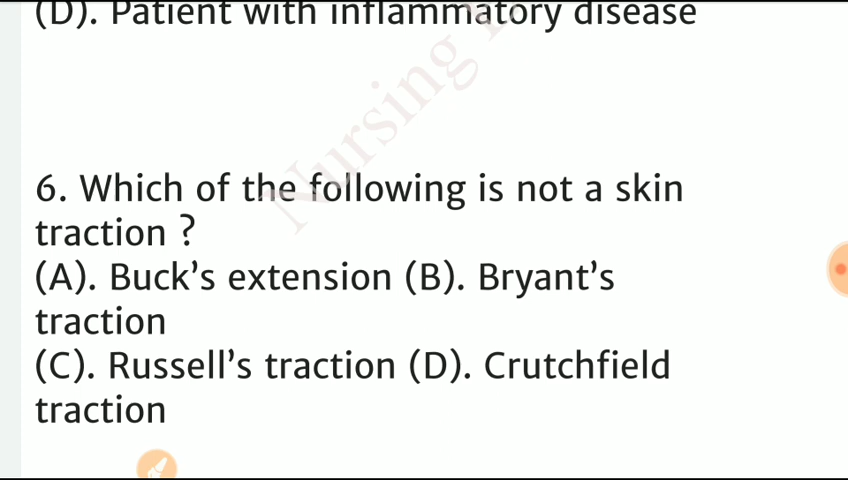 (D). Patient with inflammatory disease
Nursing
6. Which of the following is not a skin
traction ?
(A). Buck’s extension (B). Bryant’s
traction
(C). Russell’s traction (D). Crutchfield
traction